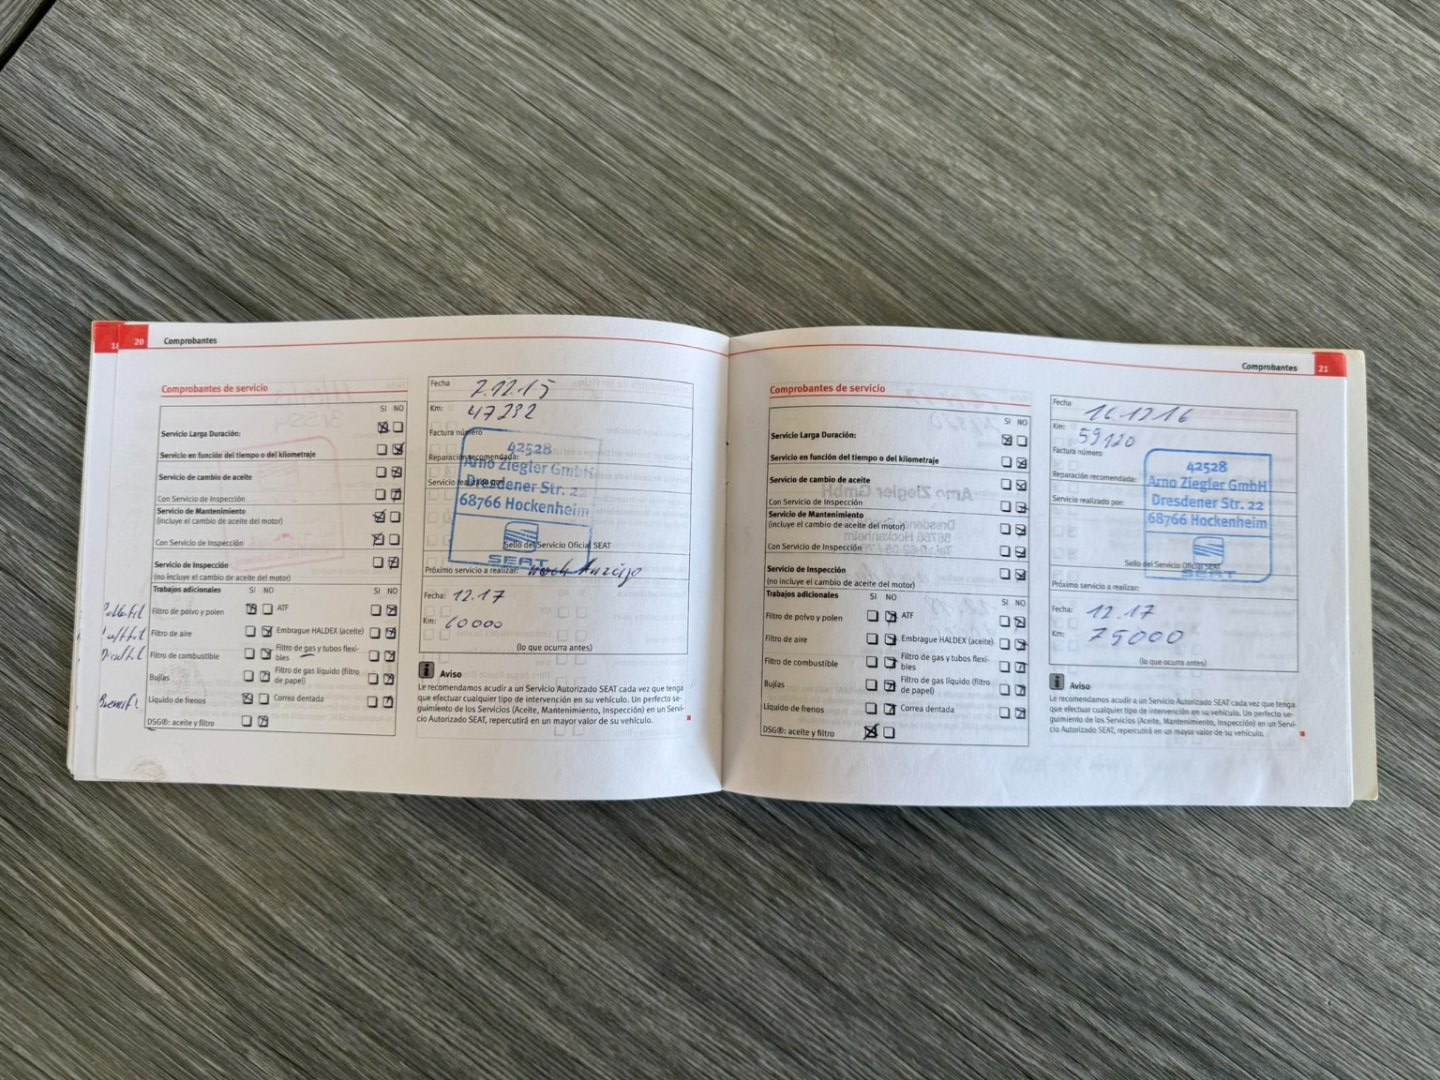 18
20
Comprobantes
Comprobantes de servicio
SI NO
Servicio Larga Duración:
Servicio en función del tiempo o del kilometraje
Servicio de cambio de aceite
Con Servicio de Inspección
Servicio de Mantenimiento
(incluye el cambio de aceite del motor)
Con Servicio de Inspección
Servicio de Inspección
(no incluye el cambio de aceite del motor)
Trabajos adicionales
SI NO
SI NO
Filtro de polvo y polen
ATF
Filtro de aire
Embrague HALDEX (aceite)
Filtro de combustible
Filtro de gas y tubos flexi-
bles
Bujías
Filtro de gas líquido (filtro
de papel)
Líquido de frenos
Correa dentada
DSG®: aceite y filtro
Fecha
Km:
47292
Factura número
Reparación recomendada:
Servicio realizado por:
42528
Arno Ziegler GmbH
Dresdener Str. 22
68766 Hockenheim
SEAT
Sello del Servicio Oficial SEAT
Próximo servicio a realizar:
Fecha: 12.17
Km: 60000
(lo que ocurra antes)
Aviso
Le recomendamos acudir a un Servicio Autorizado SEAT cada vez que tenga
que efectuar cualquier tipo de intervención en su vehículo. Un perfecto se-
guimiento de los Servicios (Aceite, Mantenimiento, Inspección) en un Servi-
cio Autorizado SEAT, repercutirá en un mayor valor de su vehículo.
Comprobantes
21
Comprobantes de servicio
SI NO
Servicio Larga Duración:
Servicio en función del tiempo o del kilometraje
Servicio de cambio de aceite
Con Servicio de Inspección
Servicio de Mantenimiento
(incluye el cambio de aceite del motor)
Con Servicio de Inspección
Servicio de Inspección
(no incluye el cambio de aceite del motor)
Trabajos adicionales
SI NO
SI NO
Filtro de polvo y polen
ATF
Filtro de aire
Embrague HALDEX (aceite)
Filtro de combustible
Filtro de gas y tubos flexi-
bles
Bujías
Filtro de gas líquido (filtro
de papel)
Líquido de frenos
Correa dentada
DSG®: aceite y filtro
Fecha
Km: 59120
Factura número
Reparación recomendada:
Servicio realizado por:
42528
Arno Ziegler GmbH
Dresdener Str. 22
68766 Hockenheim
SEAT
Sello del Servicio Oficial SEAT
Próximo servicio a realizar:
Fecha: 12.17
Km: 75000
(lo que ocurra antes)
Aviso
Le recomendamos acudir a un Servicio Autorizado SEAT cada vez que tenga
que efectuar cualquier tipo de intervención en su vehículo. Un perfecto se-
guimiento de los Servicios (Aceite, Mantenimiento, Inspección) en un Servi-
cio Autorizado SEAT, repercutirá en un mayor valor de su vehículo.